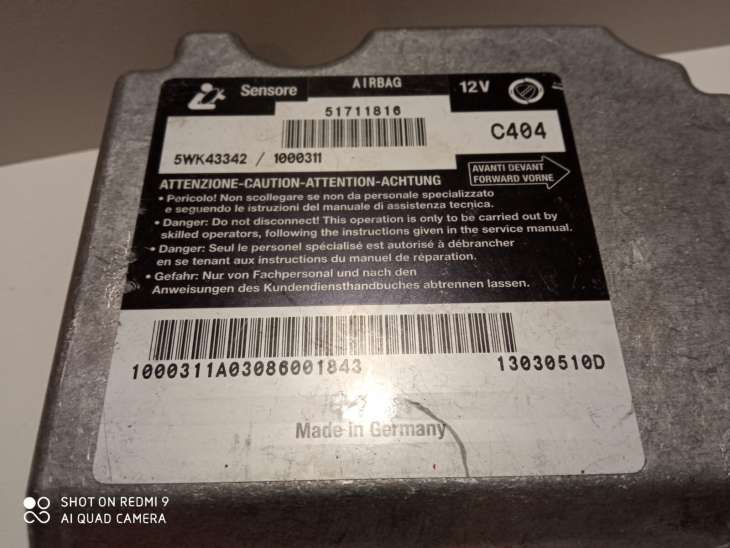 Sensore AIRBAG 12V
51711816
C404
5WK43342 / 1000311
AVANTI DEVANT
FORWARD VORNE
ATTENZIONE-CAUTION-ATTENTION-ACHTUNG
• Pericolo! Non scollegare se non da personale specializzato
e seguendo le istruzioni del manuale di assistenza tecnica.
• Danger: Do not disconnect! This operation is only to be carried out by
skilled operators, following the instructions given in the service manual.
• Danger: Seul le personel spécialisé est autorisé à débrancher
en se tenant aux instructions du manuel de réparation.
• Gefahr: Nur von Fachpersonal und nach den
Anweisungen des Kundendiensthandbuches abtrennen lassen.
1000311A03086001843
13030510D
Made in Germany
SHOT ON REDMI 9
AI QUAD CAMERA